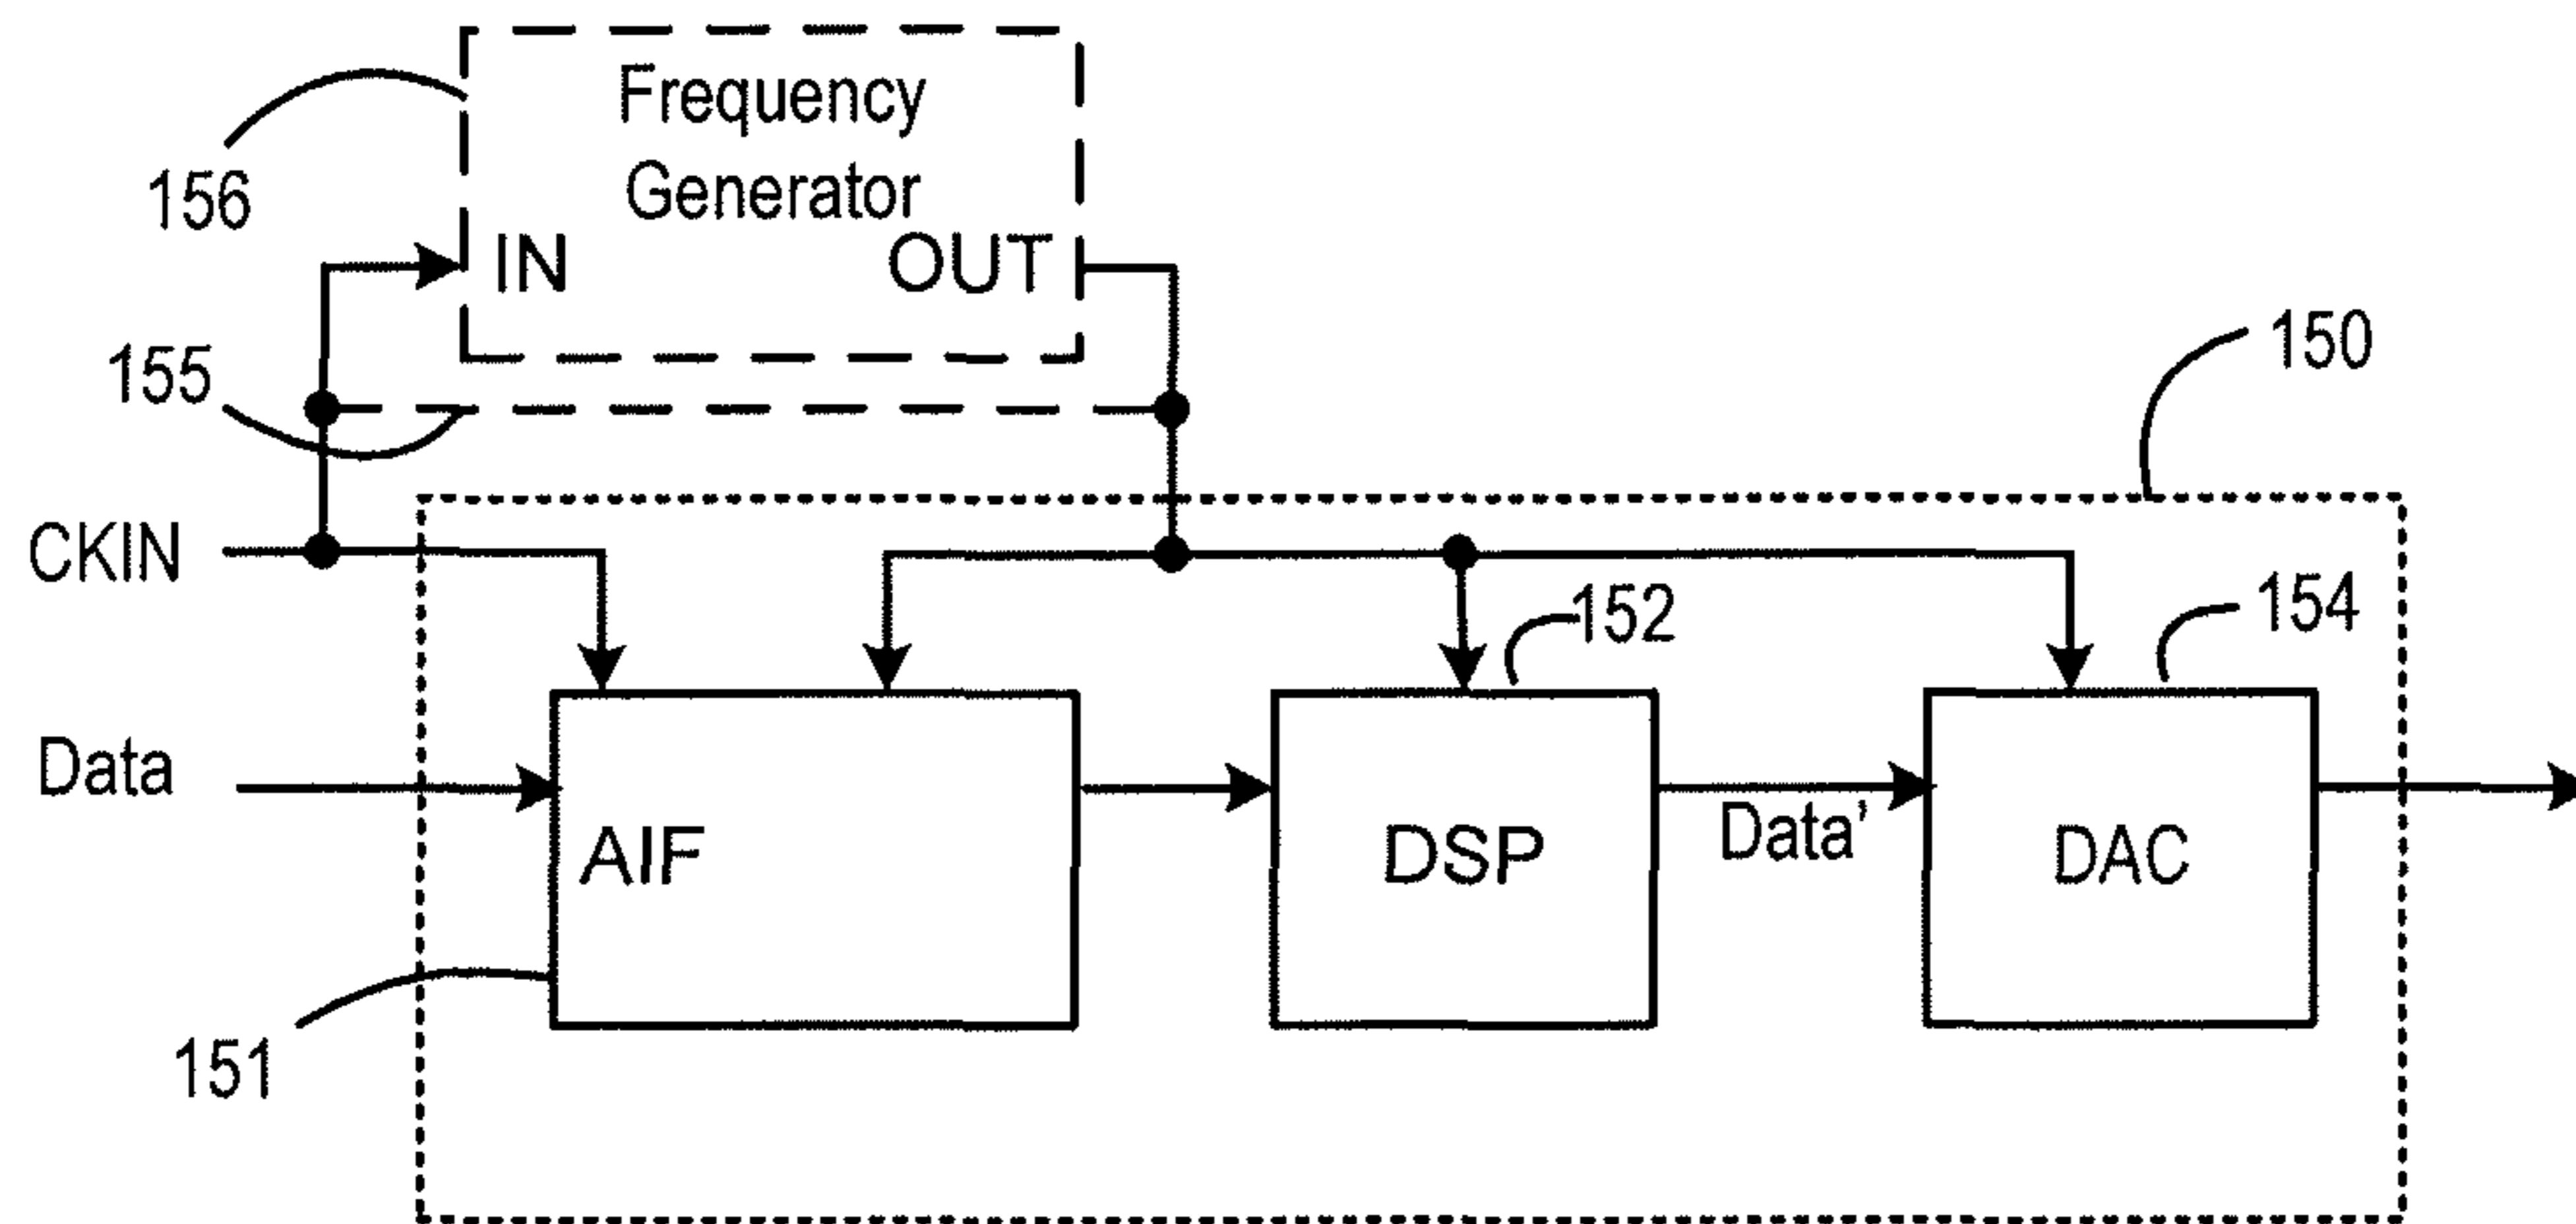 Frequency
Generator
156
IN
OUT
155
150
CKIN
152
154
Data
AIF
DSP
Data’
DAC
151